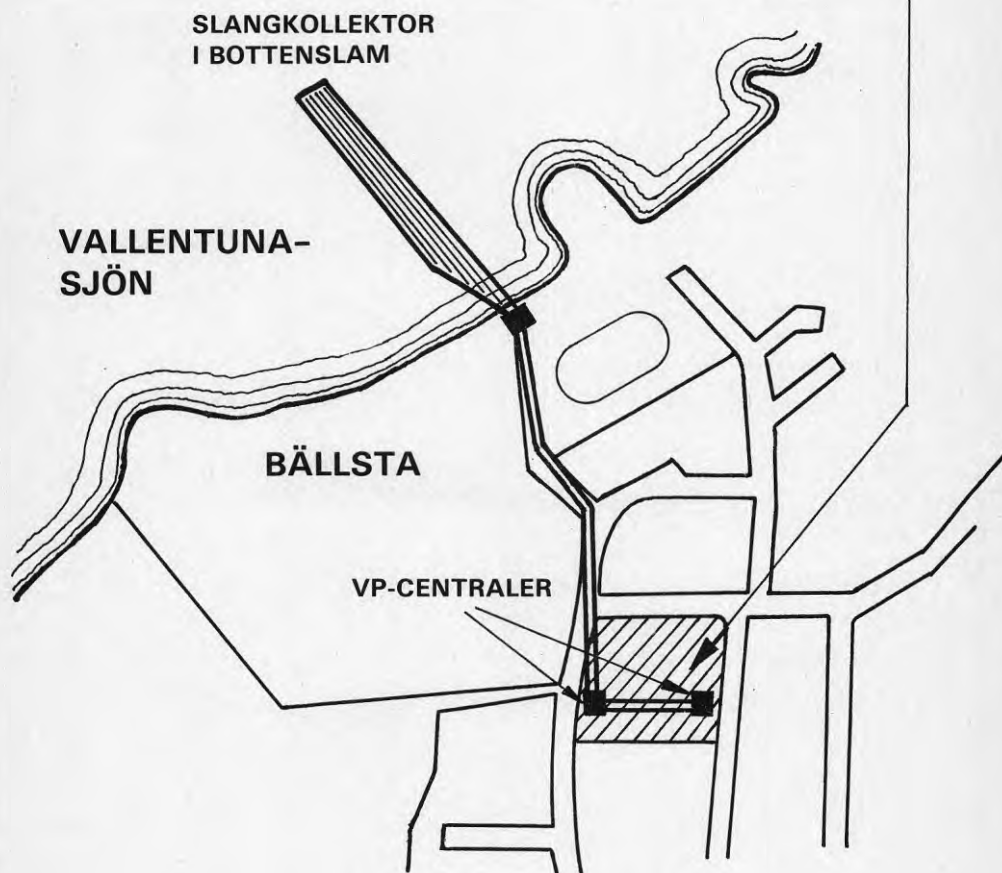 SLANGKOLLEKTOR
I BOTTENSLAM
VALLENTUNA-
SJÖN
BÄLLSTA
VP-CENTRALER